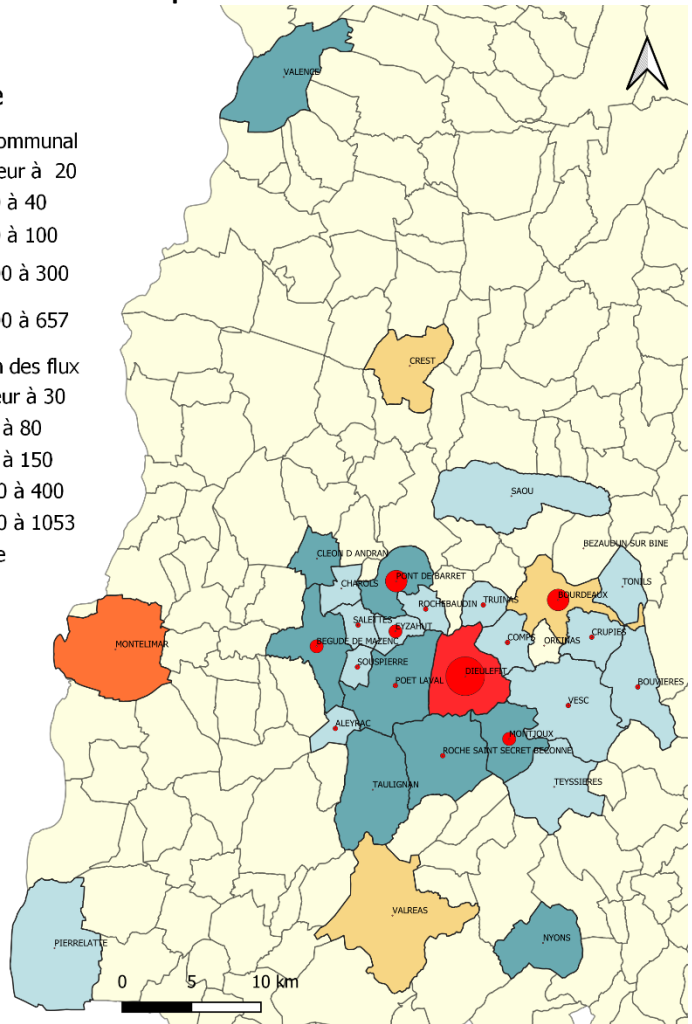 e
ommunal
eur à 20
à 40
à 100
00 à 300
00 à 657
n des flux
eur à 30
à 80
à 150
0 à 400
0 à 1053
e
VALENCE
CREST
SAOU
BEZAUDUN SUR BINE
CLEON D ANDRAN
PONT DE BARRET
TONILS
CHAROLS
BOURDEAUX
ROCHEBAUDIN
TRUINAS
SALETTES
EYZAHUT
CRUPIES
BEGUDE DE MAZENC
COMPS
ORCINAS
MONTELIMAR
SOUSPIERRE
DIEULEFIT
POET LAVAL
BOUVIERES
VESC
ALEYRAC
MONTJOUX
ROCHE SAINT SECRET BECONNE
TAULIGNAN
TEYSSIERES
VALREAS
NYONS
PIERRELATTE
0 5 10 km